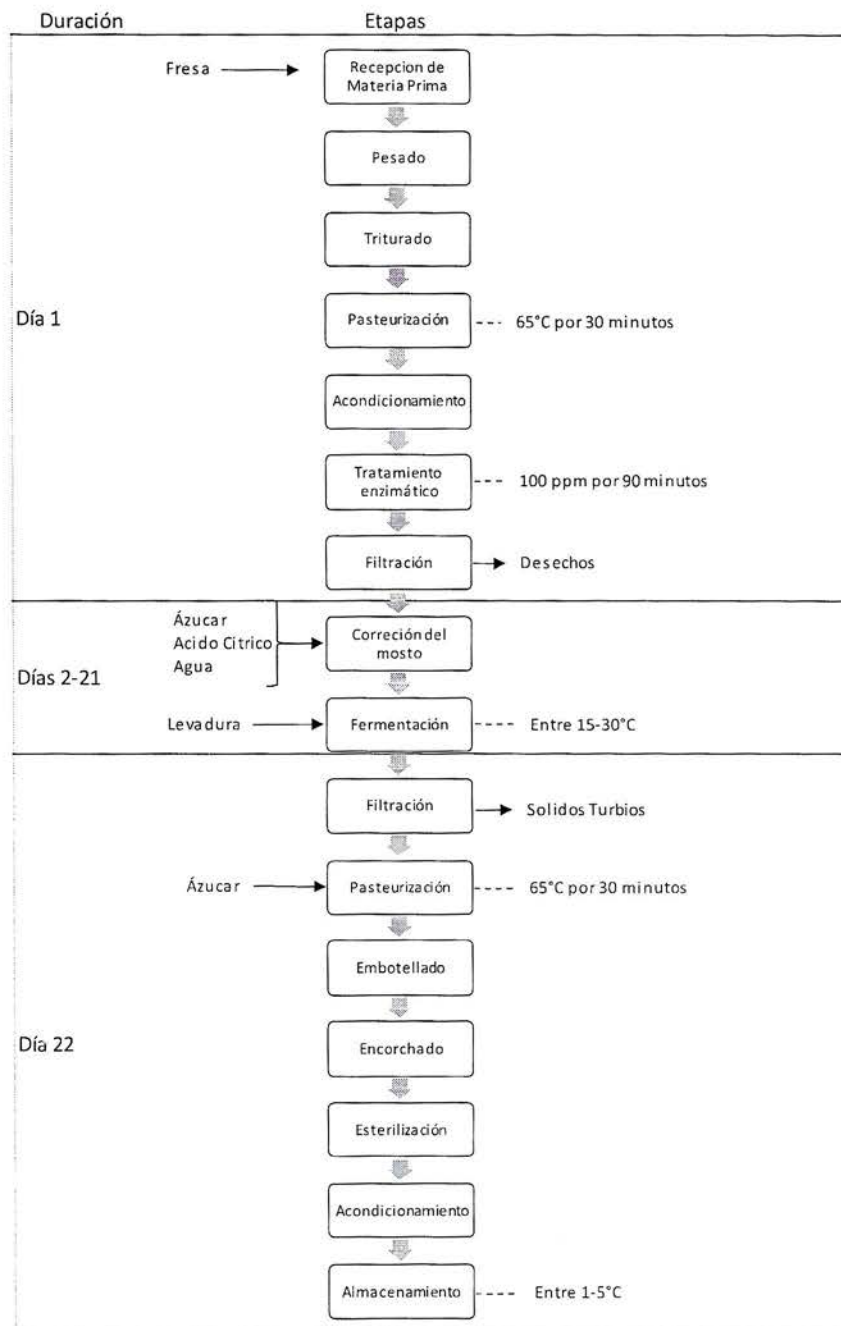 Duración Etapas
Fresa
Recepcion de
Materia Prima
Pesado
Triturado
Día 1
Pasteurización --- 65°C por 30 minutos
Acondicionamiento
Tratamiento
enzimático
---- 100 ppm por 90 minutos
Filtración
Desechos
Ázucar
Acido Citrico
Agua
Correción del
mosto
Días 2-21
Levadura
Fermentación ---- Entre 15-30°C
Filtración
Solidos Turbios
Ázucar
Pasteurización ---- 65°C por 30 minutos
Embotellado
Día 22
Encorchado
Esterilización
Acondicionamiento
Almacenamiento ---- Entre 1-5°C